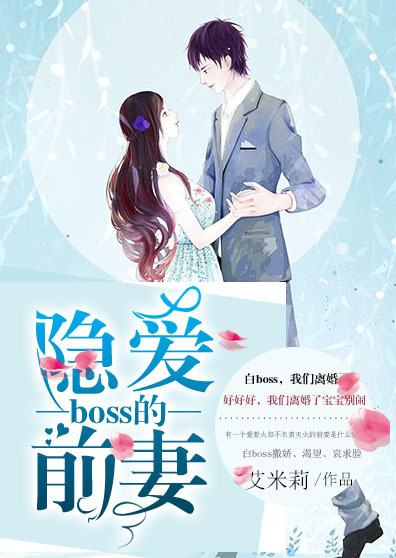 隐爱
boss的
前妻
白boss，我们离婚
好好好，我们离婚了宝宝别闹
有一个爱惹火却不负责灭火的前妻是什么
白boss撒娇、渴望、哀求脸
艾米莉/作品